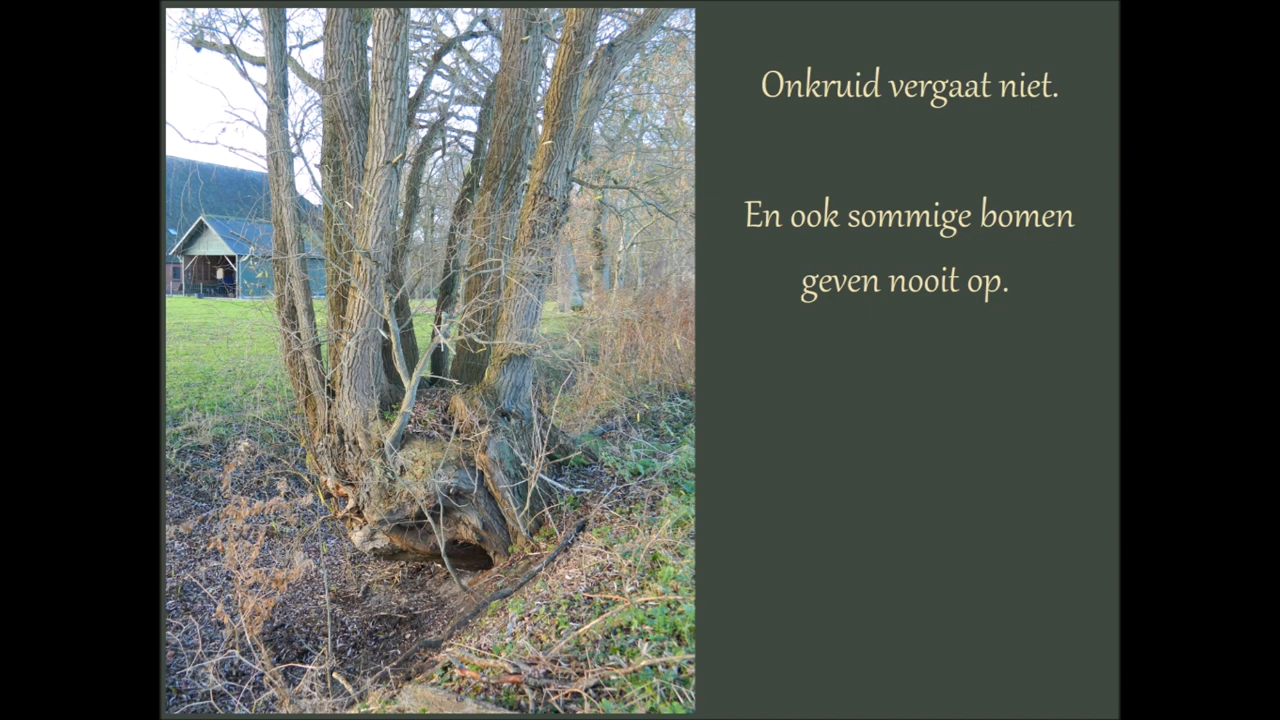 Onkruid vergaat niet.
En ook sommige bomen
geven nooit op.